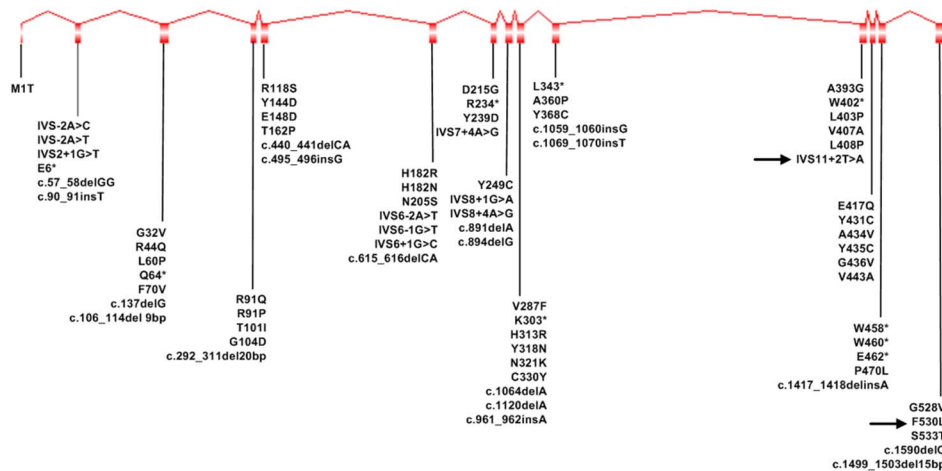 M1T
IVS-2A>C
IVS-2A>T
IVS2+1G>T
E6*
c.57_58delGG
c.90_91insT
G32V
R44Q
L60P
Q64*
F70V
c.137delG
c.106_114del 9bp
R91Q
R91P
T101I
G104D
c.292_311del20bp
R118S
Y144D
E148D
T162P
c.440_441delCA
c.495_496insG
H182R
H182N
N205S
IVS6-2A>T
IVS6-1G>T
IVS6+1G>C
c.615_616delCA
D215G
R234*
Y239D
IVS7+4A>G
Y249C
IVS8+1G>A
IVS8+4A>G
c.891delA
c.894delG
V287F
K303*
H313R
Y318N
N321K
C330Y
c.1064delA
c.1120delA
c.961_962insA
L343*
A360P
Y368C
c.1059_1060insG
c.1069_1070insT
A393G
W402*
L403P
V407A
L408P
IVS11+2T>A
E417Q
Y431C
A434V
Y435C
G436V
V443A
W458*
W460*
E462*
P470L
c.1417_1418delinsA
G528V
F530L
S533T
c.1590delC
c.1499_1503del15bp